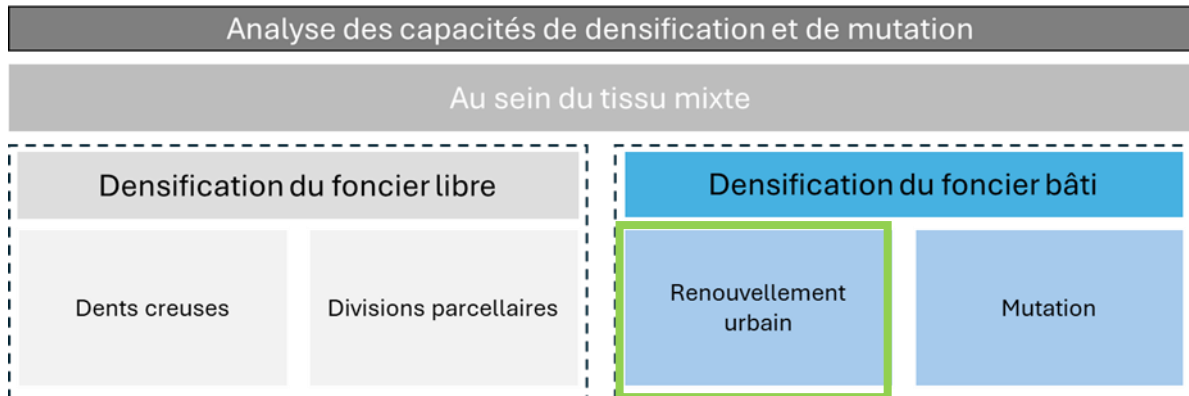 Analyse des capacités de densification et de mutation
Au sein du tissu mixte
Densification du foncier libre
Densification du foncier bâti
Dents creuses
Divisions parcellaires
Renouvellement
urbain
Mutation